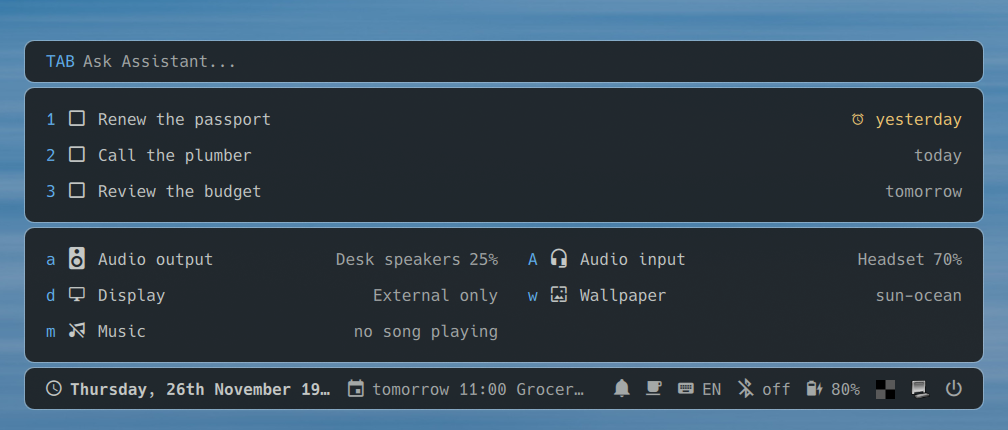 TAB Ask Assistant...
1 Renew the passport yesterday
2 Call the plumber today
3 Review the budget tomorrow
a Audio output Desk speakers 25% A Audio input Headset 70%
d Display External only w Wallpaper sun-ocean
m Music no song playing
Thursday, 26th November 19… tomorrow 11:00 Grocer… EN off 80%